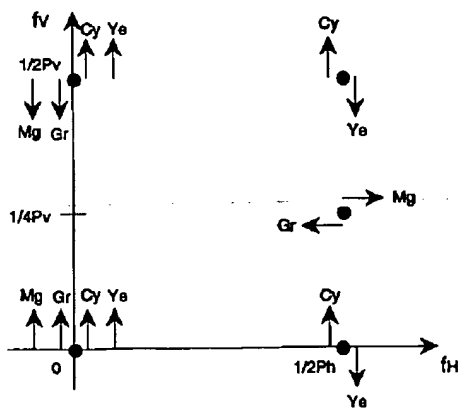 fv
Cy Ye Cy
1/2Pv
Mg Gr Ye
Mg
1/4Pv Gr
Mg Gr Cy Ye Cy
0 1/2Ph fH
Ye